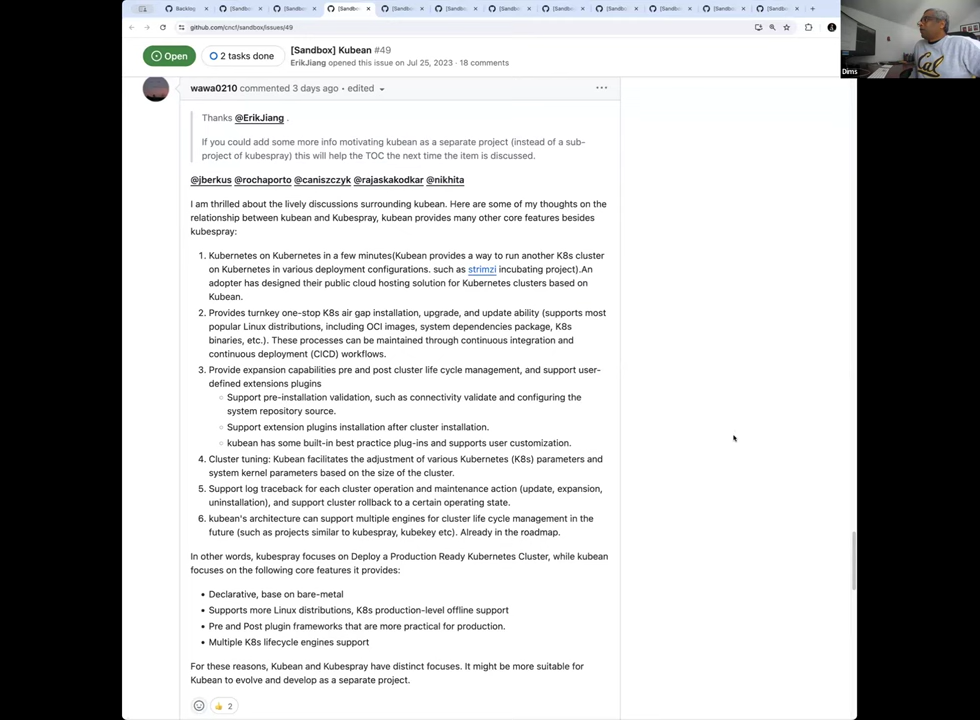 Backlog
[Sandbox]
[Sandbox]
[Sandbox]
[Sandbox]
[Sandbox]
[Sandbox]
[Sandbox]
[Sandbox]
[Sandbox]
[Sandbox]
[Sandbox]
github.com/cncf/sandbox/issues/49
Open
2 tasks done
[Sandbox] Kubean #49
ErikJiang opened this issue on Jul 25, 2023 · 18 comments
Dims
Cal
wawa0210 commented 3 days ago • edited
Thanks @ErikJiang .
If you could add some more info motivating kubean as a separate project (instead of a sub-
project of kubespray) this will help the TOC the next time the item is discussed.
@jberkus @rochaporto @caniszczyk @rajaskakodkar @nikhita
I am thrilled about the lively discussions surrounding kubean. Here are some of my thoughts on the
relationship between kubean and Kubespray, kubean provides many other core features besides
kubespray:
1. Kubernetes on Kubernetes in a few minutes(Kubean provides a way to run another K8s cluster
on Kubernetes in various deployment configurations. such as strimzi incubating project).An
adopter has designed their public cloud hosting solution for Kubernetes clusters based on
Kubean.
2. Provides turnkey one-stop K8s air gap installation, upgrade, and update ability (supports most
popular Linux distributions, including OCI images, system dependencies package, K8s
binaries, etc.). These processes can be maintained through continuous integration and
continuous deployment (CICD) workflows.
3. Provide expansion capabilities pre and post cluster life cycle management, and support user-
defined extensions plugins
○ Support pre-installation validation, such as connectivity validate and configuring the
system repository source.
○ Support extension plugins installation after cluster installation.
○ kubean has some built-in best practice plug-ins and supports user customization.
4. Cluster tuning: Kubean facilitates the adjustment of various Kubernetes (K8s) parameters and
system kernel parameters based on the size of the cluster.
5. Support log traceback for each cluster operation and maintenance action (update, expansion,
uninstallation), and support cluster rollback to a certain operating state.
6. kubean's architecture can support multiple engines for cluster life cycle management in the
future (such as projects similar to kubespray, kubekey etc). Already in the roadmap.
In other words, kubespray focuses on Deploy a Production Ready Kubernetes Cluster, while kubean
focuses on the following core features it provides:
• Declarative, base on bare-metal
• Supports more Linux distributions, K8s production-level offline support
• Pre and Post plugin frameworks that are more practical for production.
• Multiple K8s lifecycle engines support
For these reasons, Kubean and Kubespray have distinct focuses. It might be more suitable for
Kubean to evolve and develop as a separate project.
👍 2